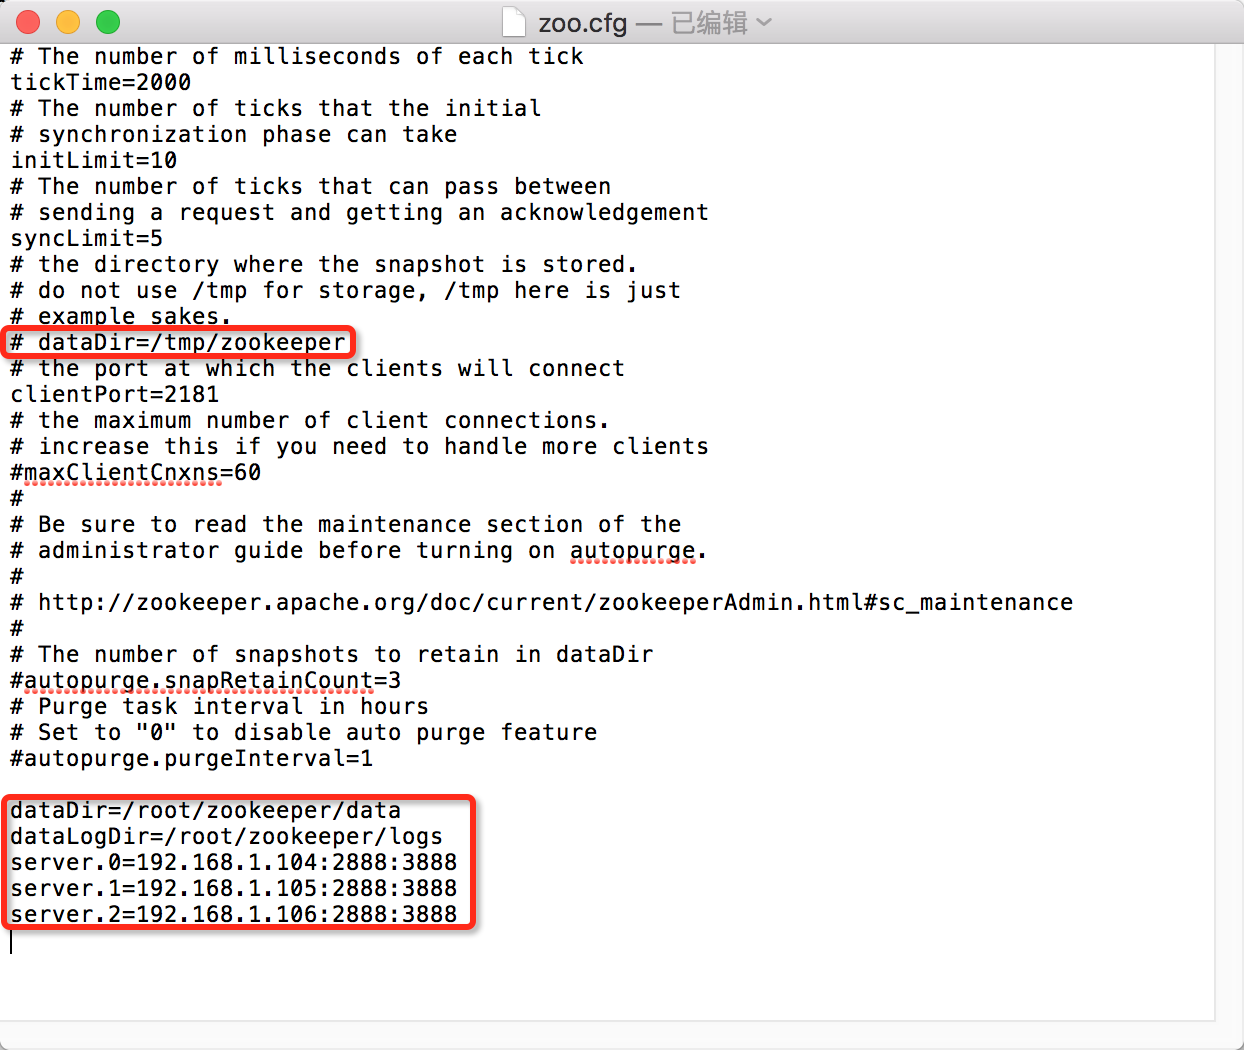 zoo.cfg — 已编辑
# The number of milliseconds of each tick
tickTime=2000
# The number of ticks that the initial
# synchronization phase can take
initLimit=10
# The number of ticks that can pass between
# sending a request and getting an acknowledgement
syncLimit=5
# the directory where the snapshot is stored.
# do not use /tmp for storage, /tmp here is just
# example sakes.
# dataDir=/tmp/zookeeper
# the port at which the clients will connect
clientPort=2181
# the maximum number of client connections.
# increase this if you need to handle more clients
#maxClientCnxns=60
#
# Be sure to read the maintenance section of the
# administrator guide before turning on autopurge.
#
# http://zookeeper.apache.org/doc/current/zookeeperAdmin.html#sc_maintenance
#
# The number of snapshots to retain in dataDir
#autopurge.snapRetainCount=3
# Purge task interval in hours
# Set to "0" to disable auto purge feature
#autopurge.purgeInterval=1
dataDir=/root/zookeeper/data
dataLogDir=/root/zookeeper/logs
server.0=192.168.1.104:2888:3888
server.1=192.168.1.105:2888:3888
server.2=192.168.1.106:2888:3888